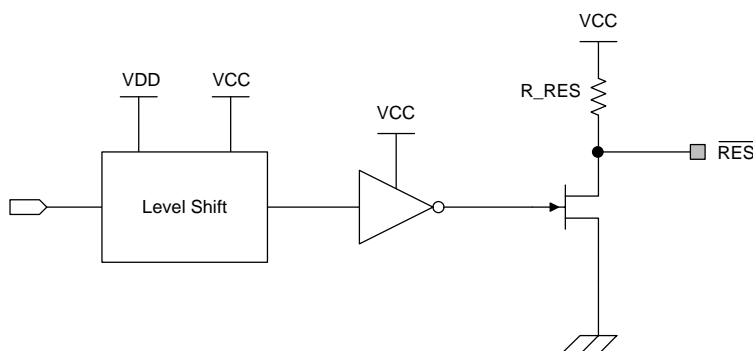 VCC
R_RES
VDD
VCC
VCC
RES
Level Shift